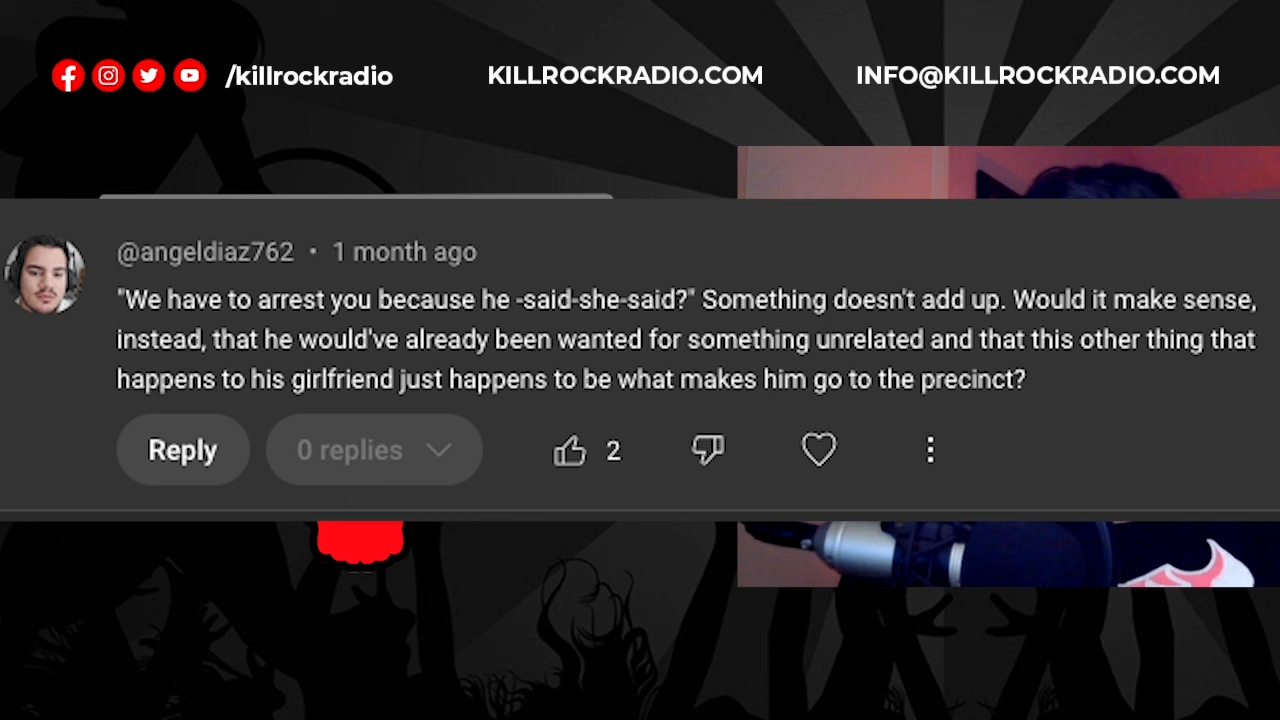 /killrockradio
KILLROCKRADIO.COM
INFO@KILLROCKRADIO.COM
@angeldiaz762 • 1 month ago
"We have to arrest you because he -said-she-said?" Something doesn't add up. Would it make sense,
instead, that he would've already been wanted for something unrelated and that this other thing that
happens to his girlfriend just happens to be what makes him go to the precinct?
Reply
0 replies
2